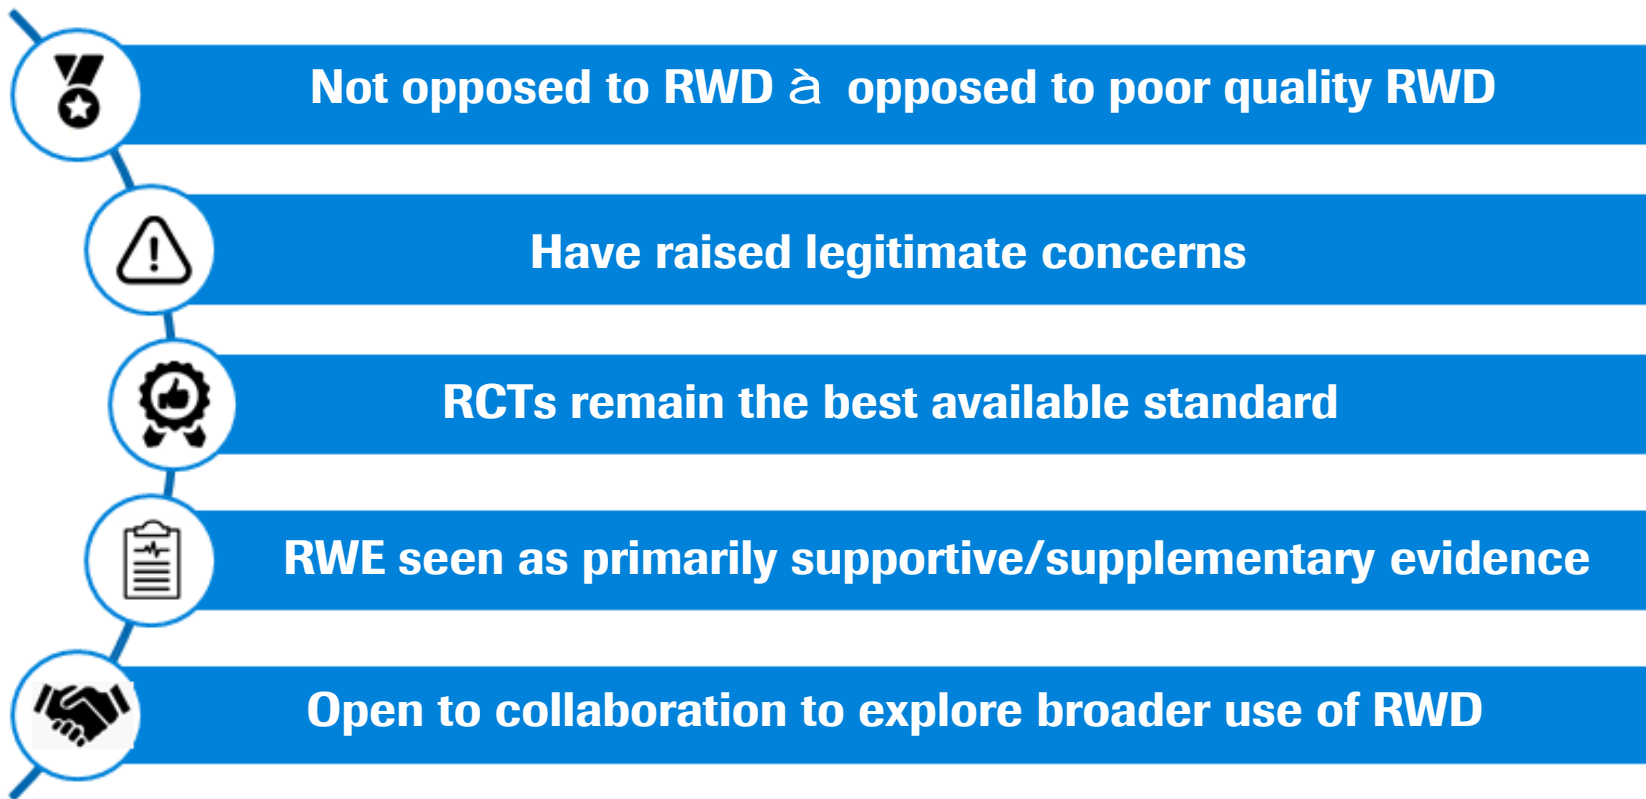 Not opposed to RWD à opposed to poor quality RWD
Have raised legitimate concerns
RCTs remain the best available standard
RWE seen as primarily supportive/supplementary evidence
Open to collaboration to explore broader use of RWD